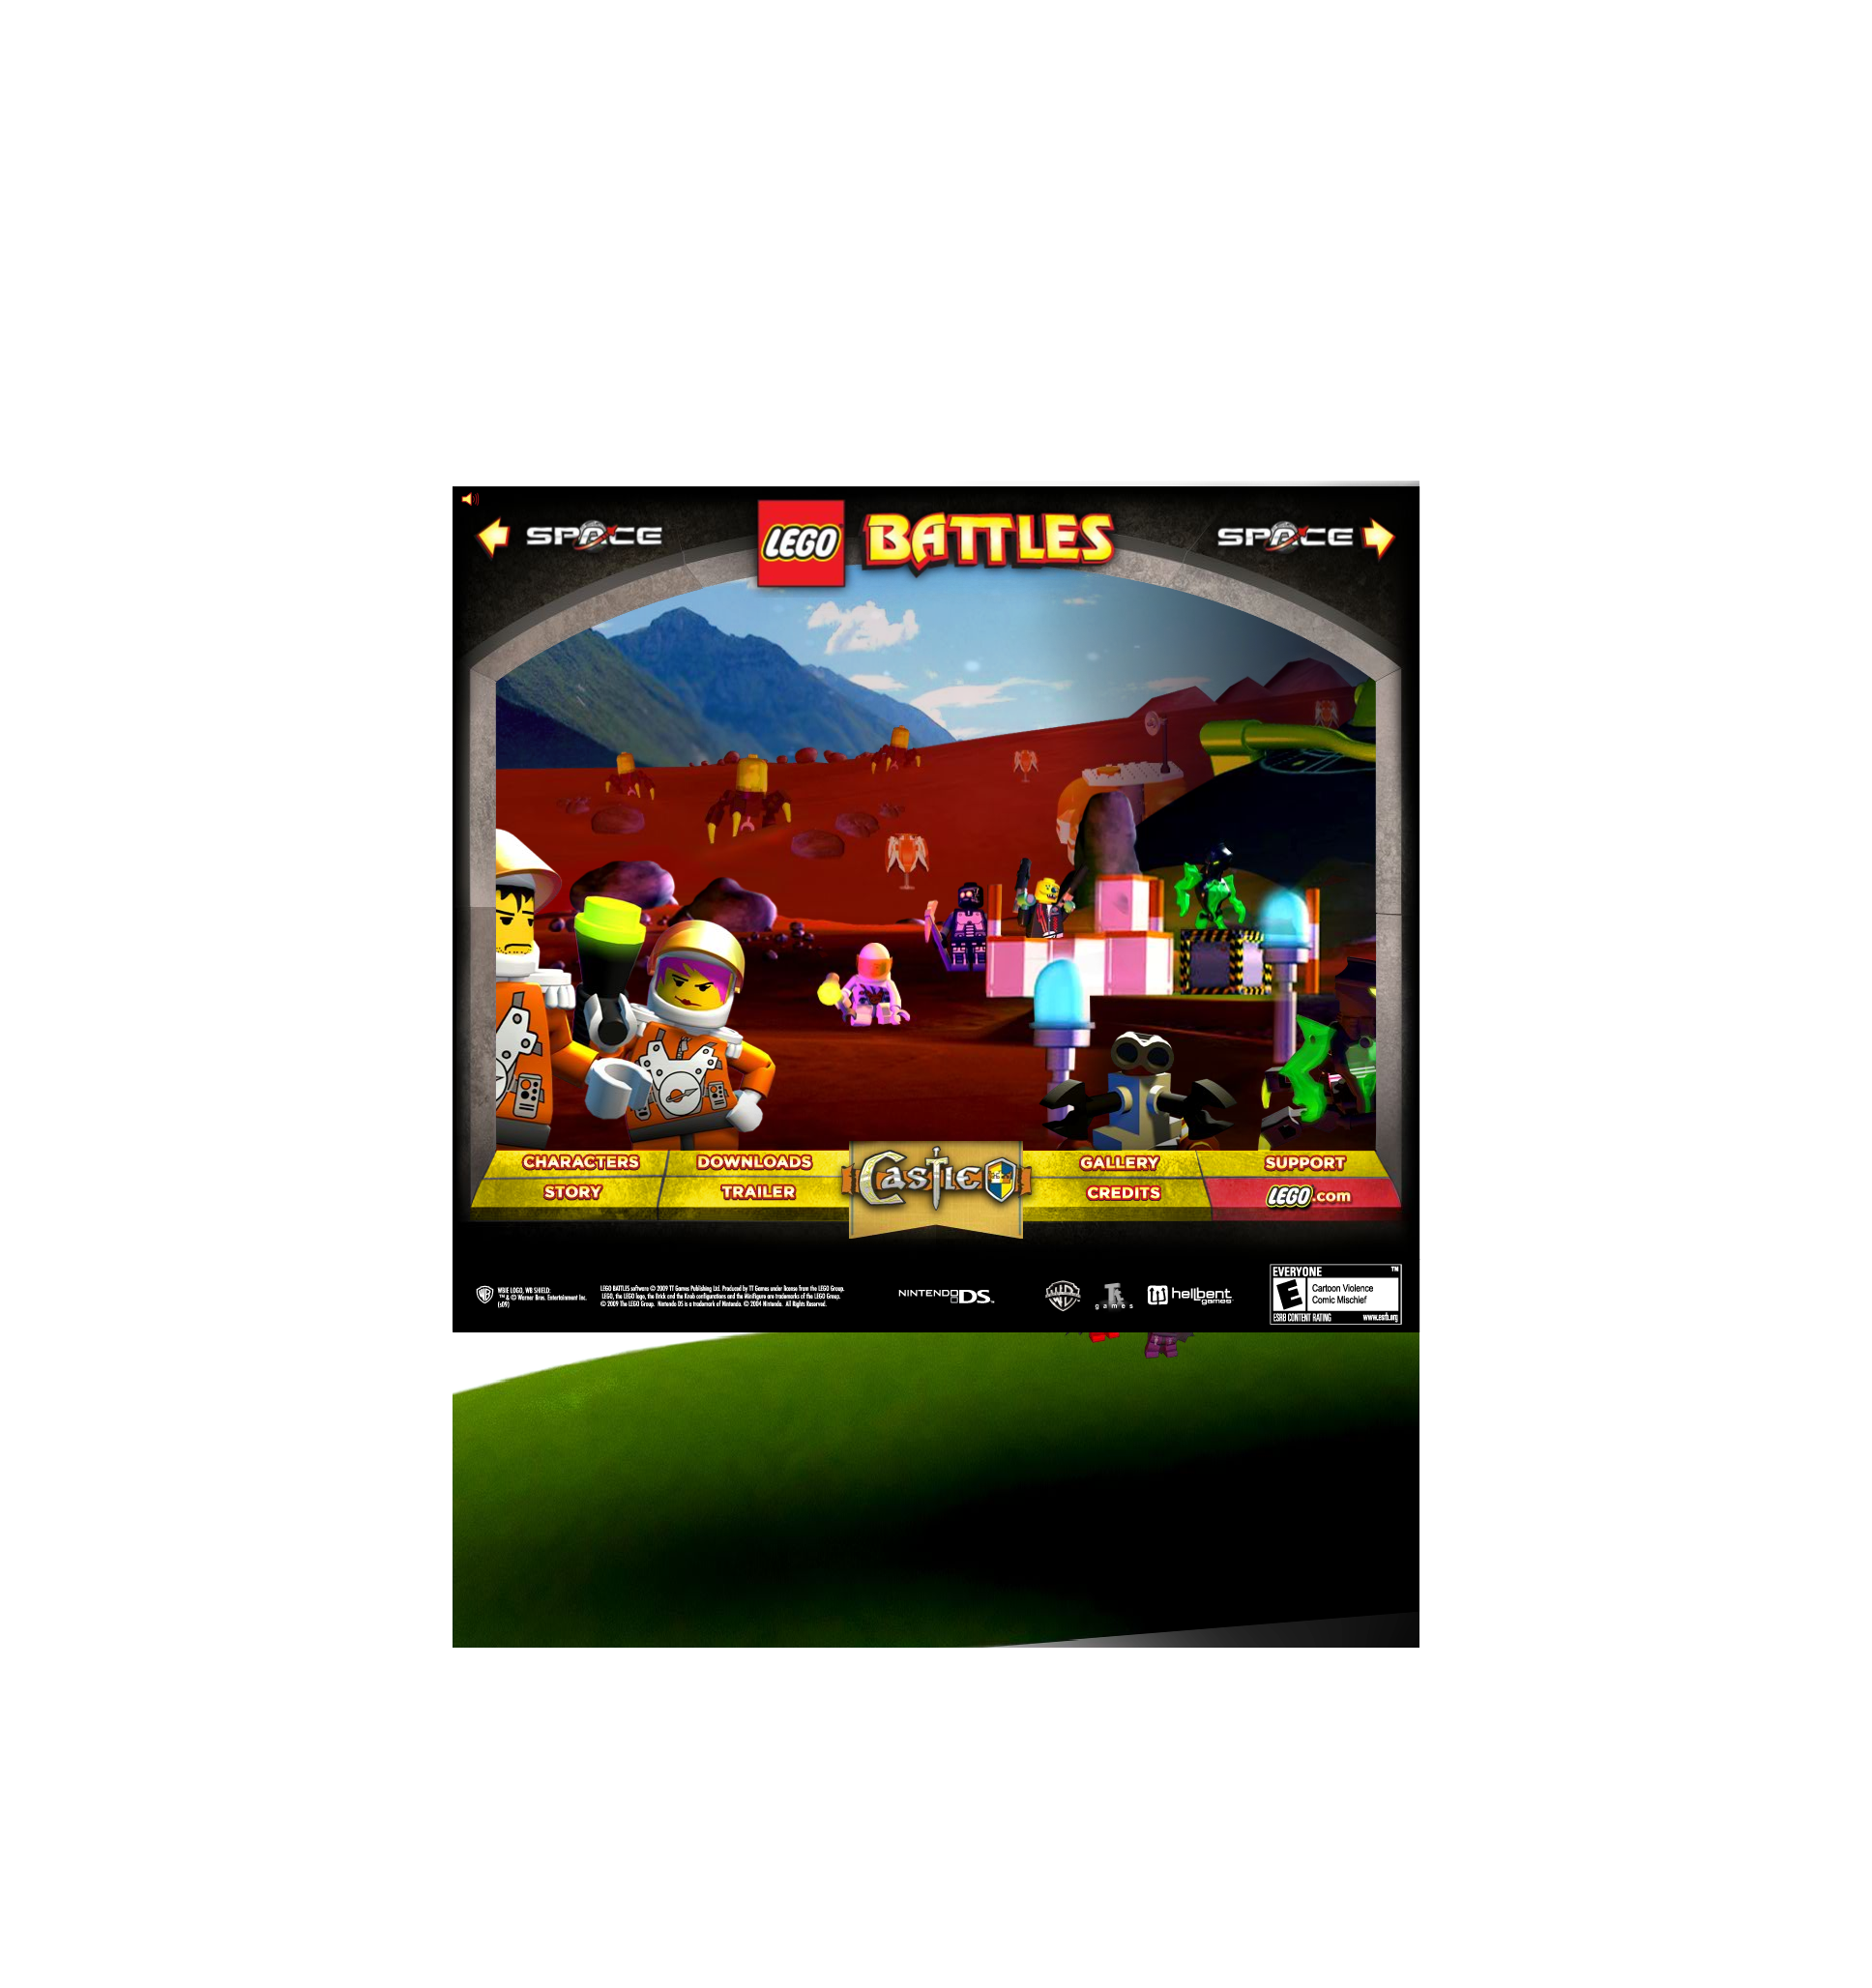 SPACE
LEGO
BATTLES
SPACE
CHARACTERS
DOWNLOADS
STORY
TRAILER
Castle
GALLERY
SUPPORT
CREDITS
LEGO.com
WBIE LOGO, WB SHIELD:
™ & © Warner Bros. Entertainment Inc.
(s09)
LEGO BATTLES software © 2009 TT Games Publishing Ltd. Produced by TT Games under license from the LEGO Group.
LEGO, the LEGO logo, the Brick and the Knob configurations and the Minifigure are trademarks of the LEGO Group.
© 2009 The LEGO Group. Nintendo DS is a trademark of Nintendo. © 2004 Nintendo. All Rights Reserved.
NINTENDO DS™
games
hellbent
games
EVERYONE ™
E
Cartoon Violence
Comic Mischief
ESRB CONTENT RATING
www.esrb.org